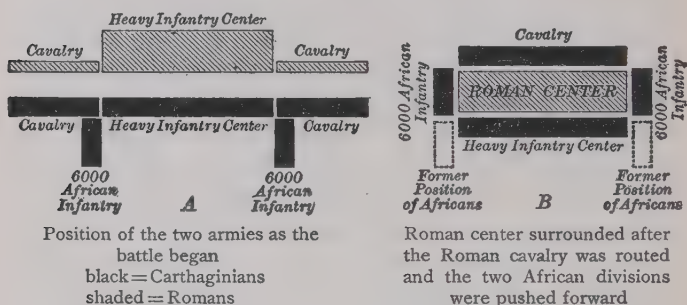 Heavy Infantry Center
Cavalry
Cavalry
Cavalry
Heavy Infantry Center
Cavalry
6000
African
Infantry
6000
African
Infantry
A
Position of the two armies as the
battle began
black = Carthaginians
shaded = Romans
Cavalry
6000 African
Infantry
ROMAN CENTER
6000 African
Infantry
Heavy Infantry Center
Former
Position
of Africans
Former
Position
of Africans
B
Roman center surrounded after
the Roman cavalry was routed
and the two African divisions
were pushed forward